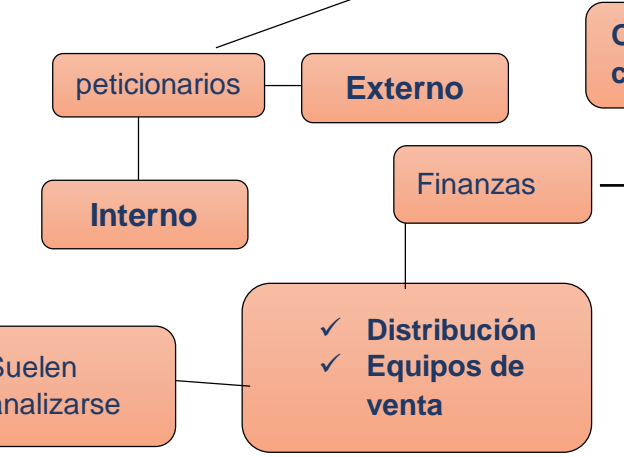 peticionarios
Externo
Interno
Finanzas
✓ Distribución
✓ Equipos de
venta
Suelen
analizarse